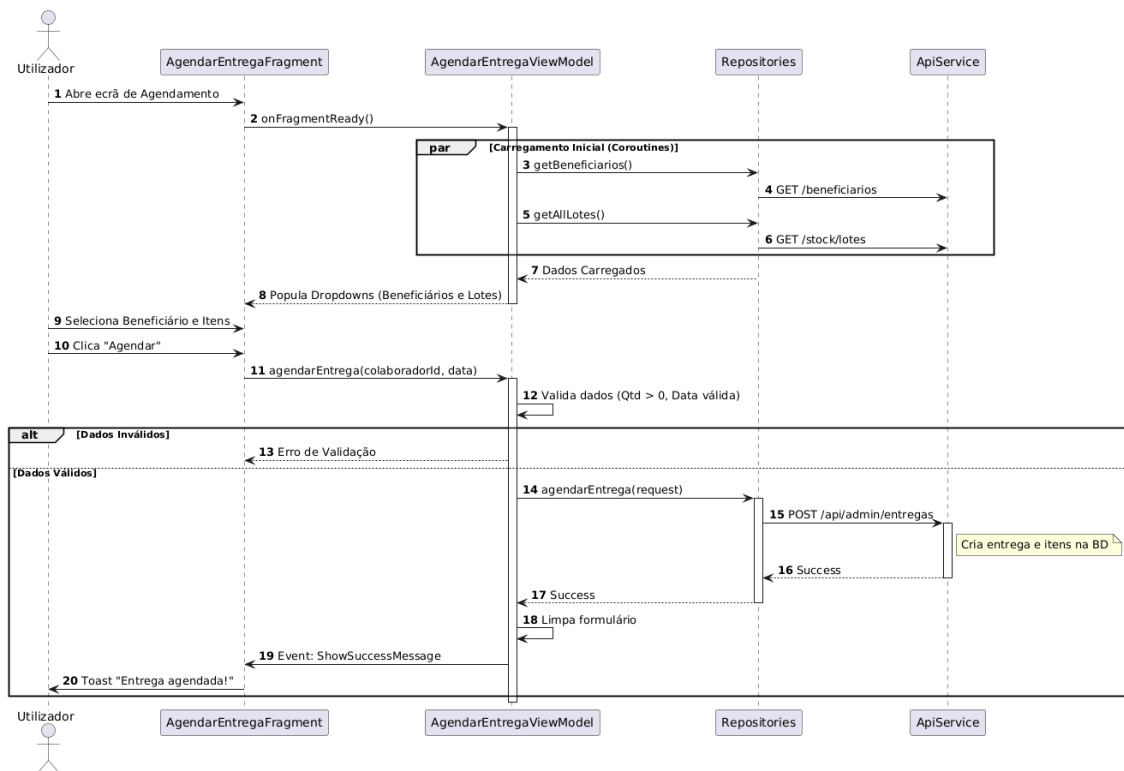 Utilizador
AgendarEntregaFragment
AgendarEntregaViewModel
Repositories
ApiService
1 Abre ecrã de Agendamento
2 onFragmentReady()
par [Carregamento Inicial (Coroutines)]
3 getBeneficiarios()
4 GET /beneficiarios
5 getAllLotes()
6 GET /stock/lotes
7 Dados Carregados
8 Popula Dropdowns (Beneficiários e Lotes)
9 Seleciona Beneficiário e Itens
10 Clica "Agendar"
11 agendarEntrega(colaboradorId, data)
12 Valida dados (Qtd > 0, Data válida)
alt [Dados Inválidos]
13 Erro de Validação
[Dados Válidos]
14 agendarEntrega(request)
15 POST /api/admin/entregas
Cria entrega e itens na BD
16 Success
17 Success
18 Limpa formulário
19 Event: ShowSuccessMessage
20 Toast "Entrega agendada!"
Utilizador
AgendarEntregaFragment
AgendarEntregaViewModel
Repositories
ApiService